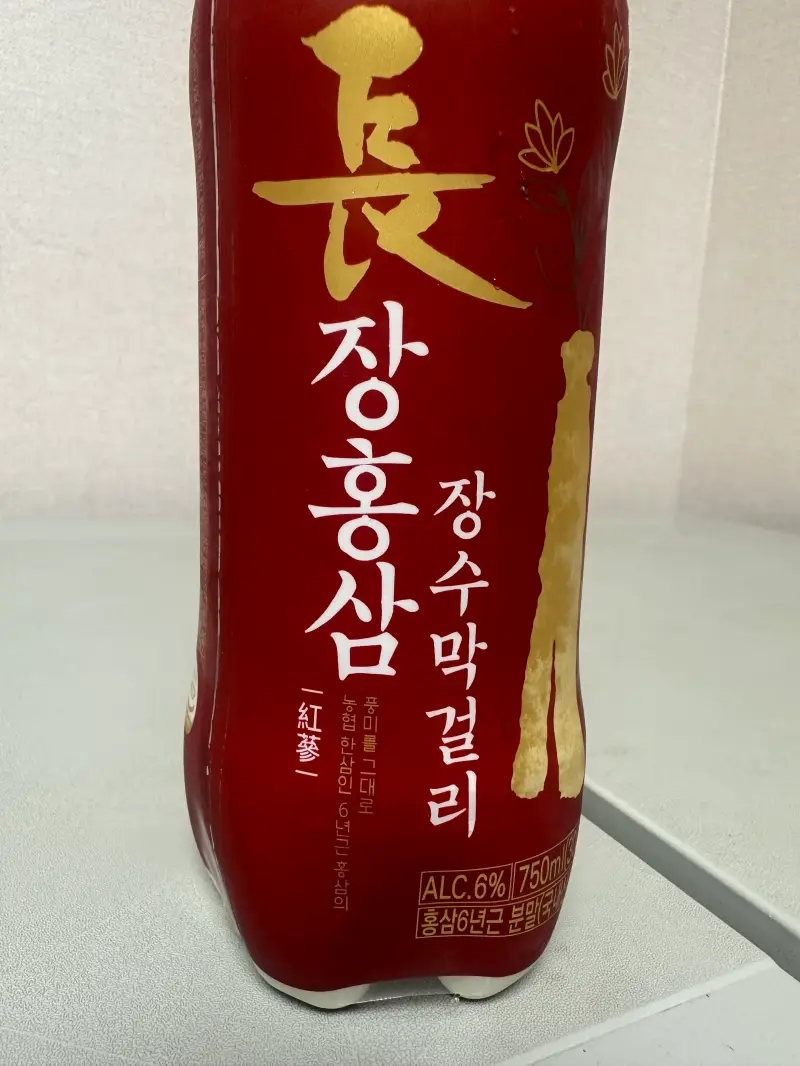 長
장홍삼
장수막걸리
紅蔘
풍미를 그대로
농협 한삼인 6년근 홍삼의
ALC.6% 750ml
홍삼6년근 분말(국내